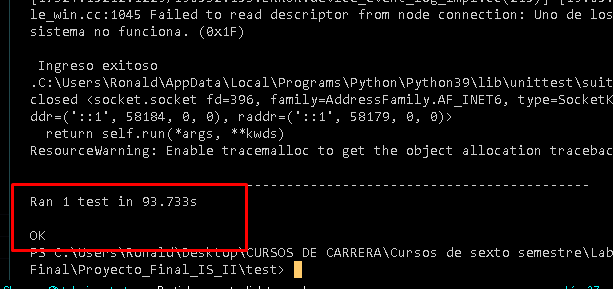 le_win.cc:1045 Failed to read descriptor from node connection: Uno de los
sistema no funciona. (0x1F)
Ingreso exitoso
.C:\Users\Ronald\AppData\Local\Programs\Python\Python39\lib\unittest\suit
closed <socket.socket fd=396, family=AddressFamily.AF_INET6, type=SocketK
ddr=('::1', 58184, 0, 0), raddr=('::1', 58179, 0, 0)>
return self.run(*args, **kwds)
ResourceWarning: Enable tracemalloc to get the object allocation tracebac
----------------------------------------------------------------------
Ran 1 test in 93.733s
OK
PS C:\Users\Ronald\Desktop\CURSOS DE CARRERA\Cursos de sexto semestre\Lab
Final\Proyecto_Final_IS_II\test>